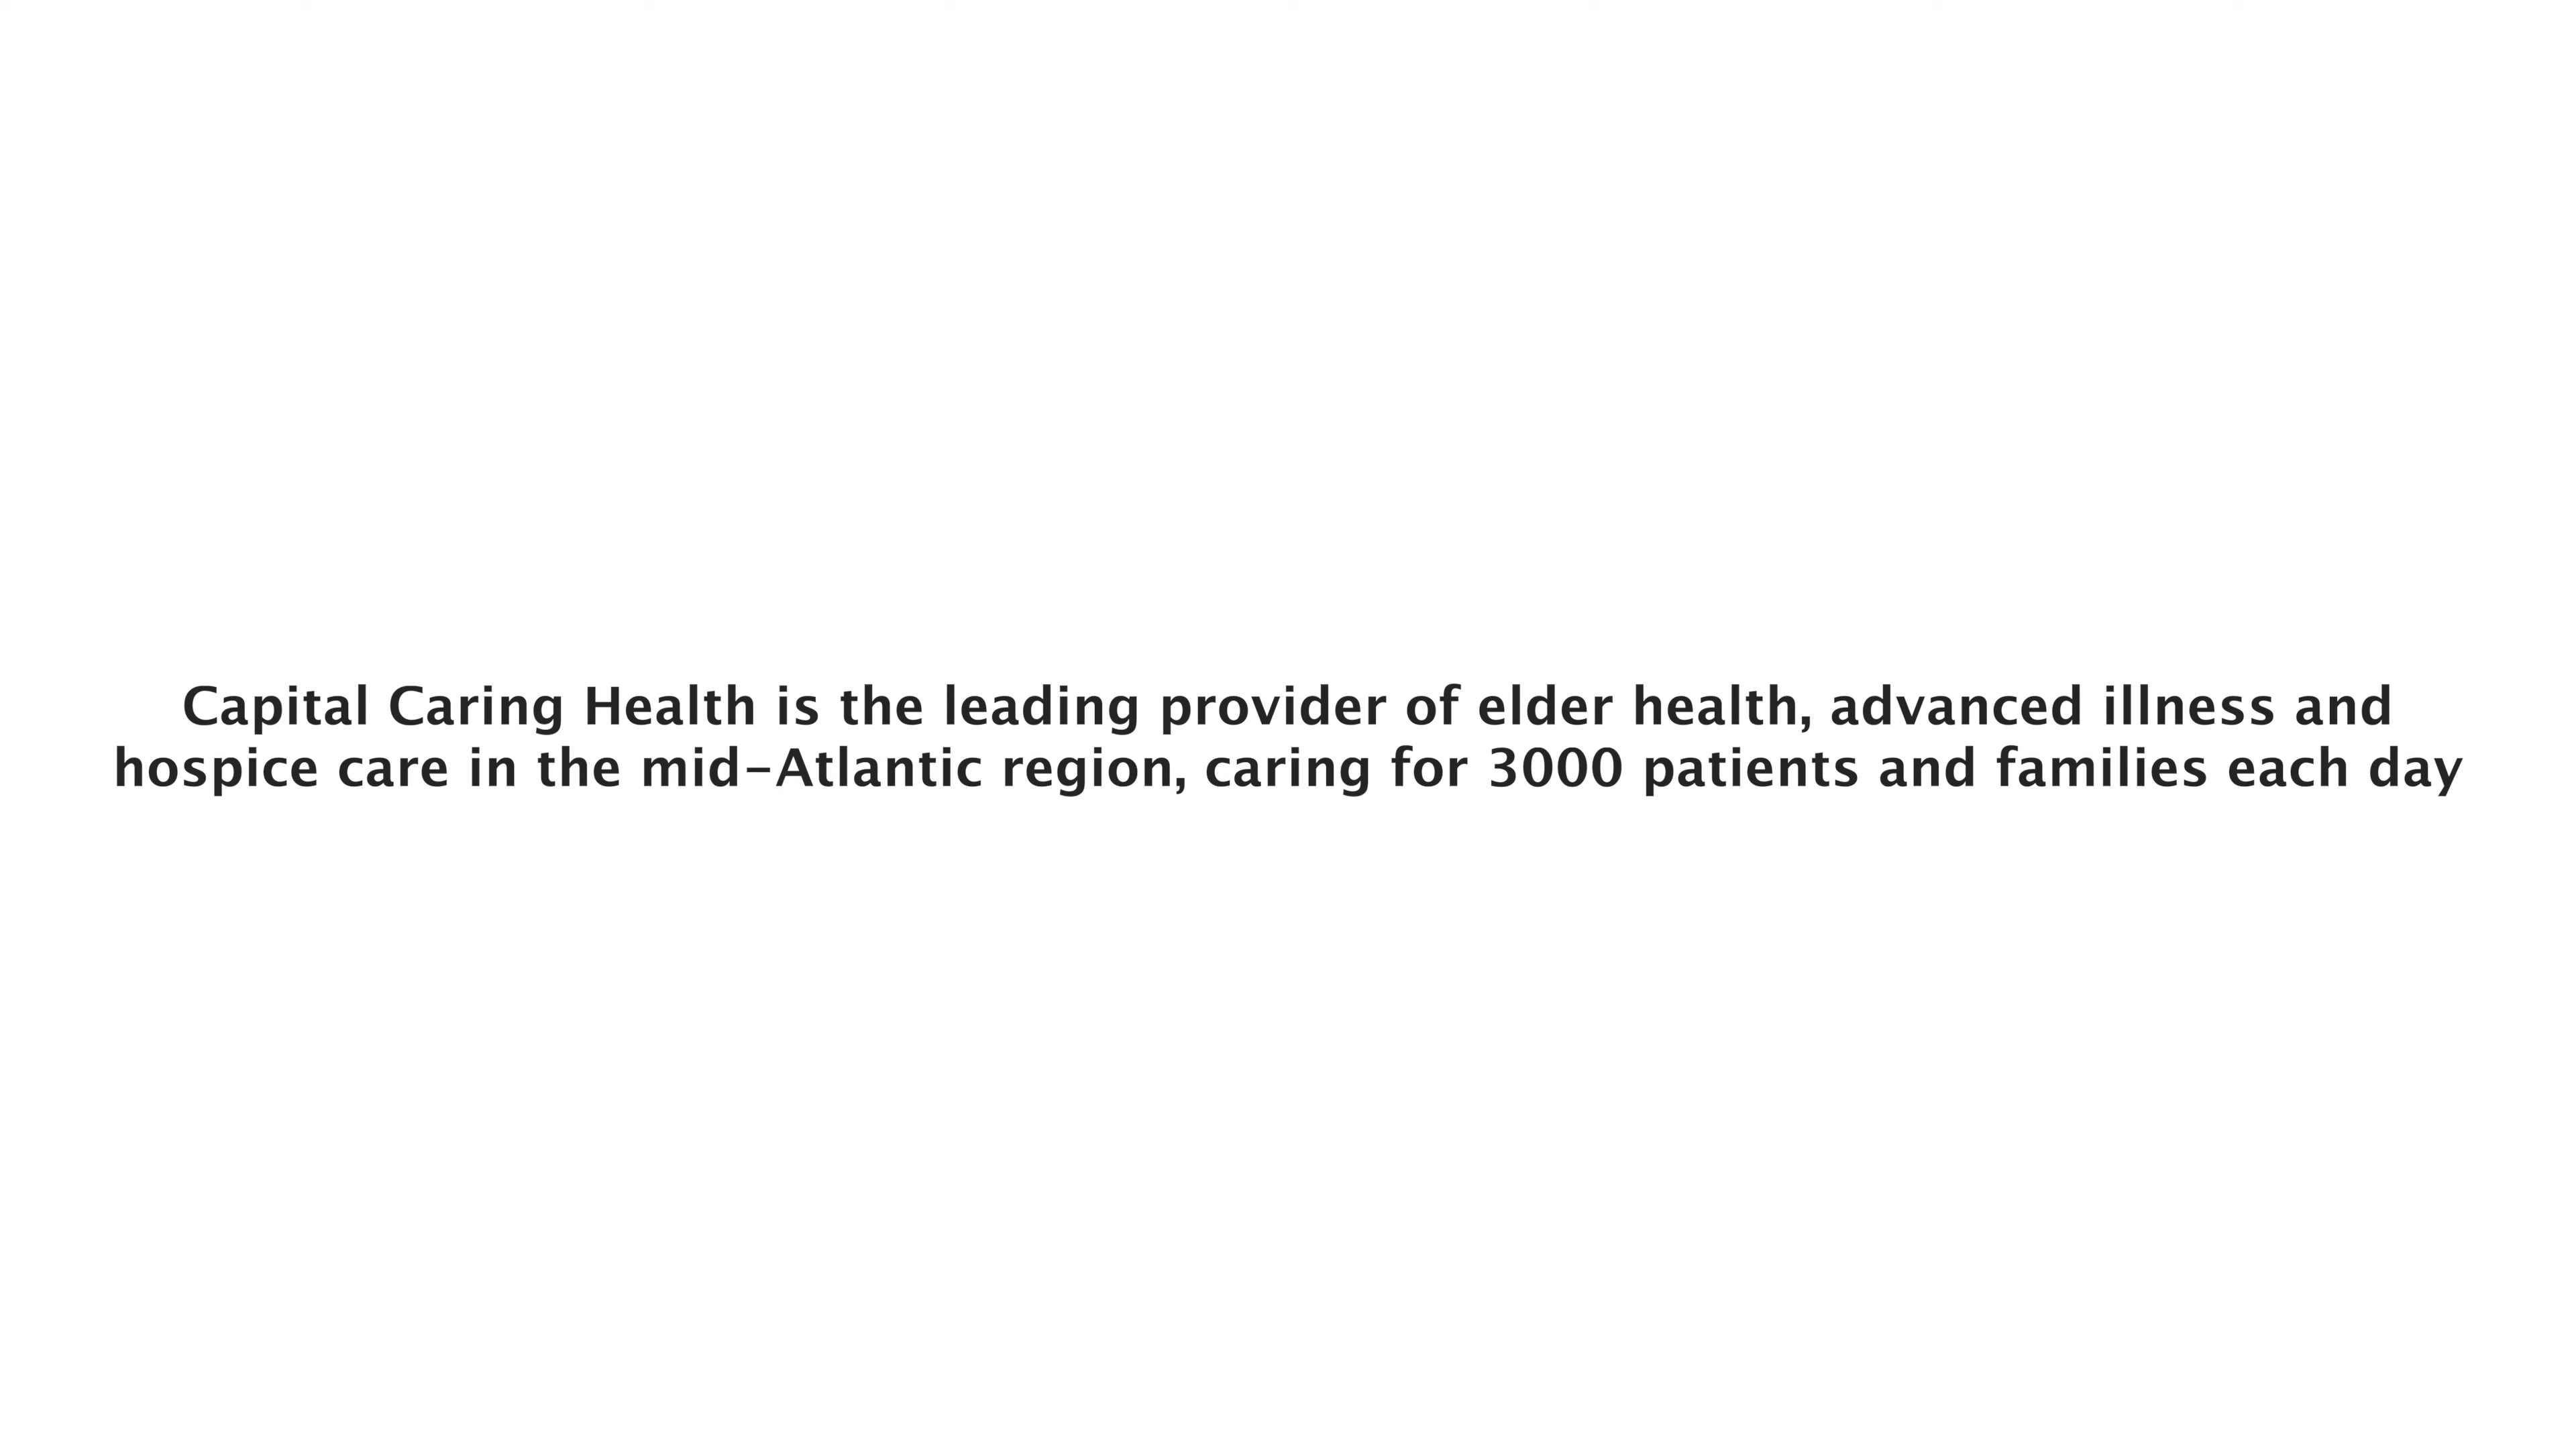 Capital Caring Health is the leading provider of elder health, advanced illness and
hospice care in the mid-Atlantic region, caring for 3000 patients and families each day